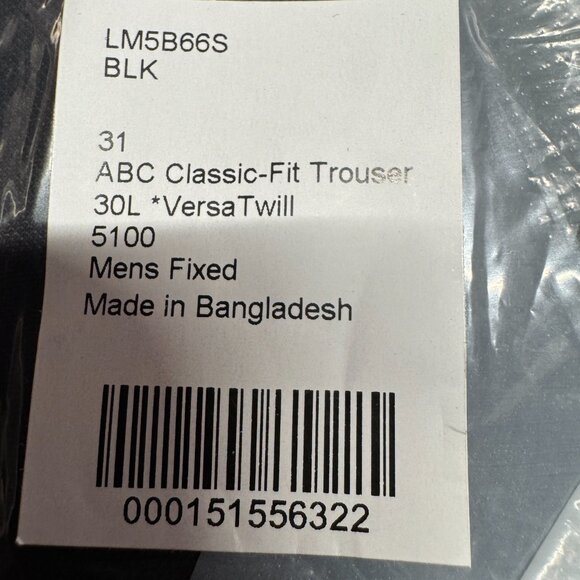 LM5B66S
BLK
31
ABC Classic-Fit Trouser
30L *VersaTwill
5100
Mens Fixed
Made in Bangladesh
000151556322